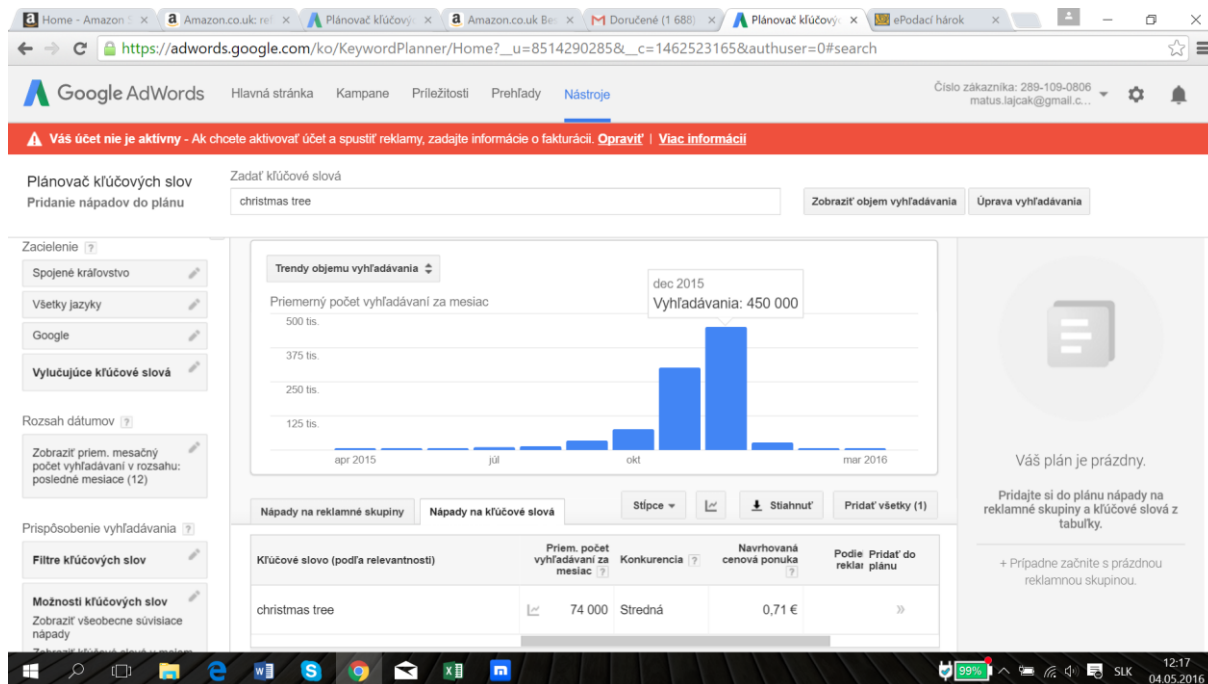 Home - Amazon S
Amazon.co.uk: rel
Plánovač kľúčový
Amazon.co.uk Bes
Doručené (1 688)
Plánovač kľúčový
ePodací hárok
https://adwords.google.com/ko/KeywordPlanner/Home?__u=8514290285&__c=1462523165&authuser=0#search
Google AdWords
Hlavná stránka
Kampane
Príležitosti
Prehľady
Nástroje
Číslo zákazníka: 289-109-0806
matus.lajcak@gmail.c...
Váš účet nie je aktívny - Ak chcete aktivovať účet a spustiť reklamy, zadajte informácie o fakturácii. Opraviť | Viac informácií
Plánovač kľúčových slov
Pridanie nápadov do plánu
Zadať kľúčové slová
christmas tree
Zobraziť objem vyhľadávania
Úprava vyhľadávania
Zacielenie ?
Spojené kráľovstvo
Všetky jazyky
Google
Vylučujúce kľúčové slová
Rozsah dátumov ?
Zobraziť priem. mesačný
počet vyhľadávaní v rozsahu:
posledné mesiace (12)
Prispôsobenie vyhľadávania ?
Filtre kľúčových slov
Možnosti kľúčových slov
Zobraziť všeobecne súvisiace
nápady
Trendy objemu vyhľadávania
Priemerný počet vyhľadávaní za mesiac
500 tis.
375 tis.
250 tis.
125 tis.
dec 2015
Vyhľadávania: 450 000
apr 2015
júl
okt
mar 2016
Nápady na reklamné skupiny
Nápady na kľúčové slová
Stĺpce
Stiahnuť
Pridať všetky (1)
Kľúčové slovo (podľa relevantnosti)
Priem. počet
vyhľadávaní za
mesiac ?
Konkurencia ?
Navrhovaná
cenová ponuka
?
Podie
reklar
Pridať do
plánu
christmas tree
74 000
Stredná
0,71 €
»
Váš plán je prázdny.
Pridajte si do plánu nápady na
reklamné skupiny a kľúčové slová z
tabuľky.
+ Prípadne začnite s prázdnou
reklamnou skupinou.
99%
SLK
12:17
04.05.2016